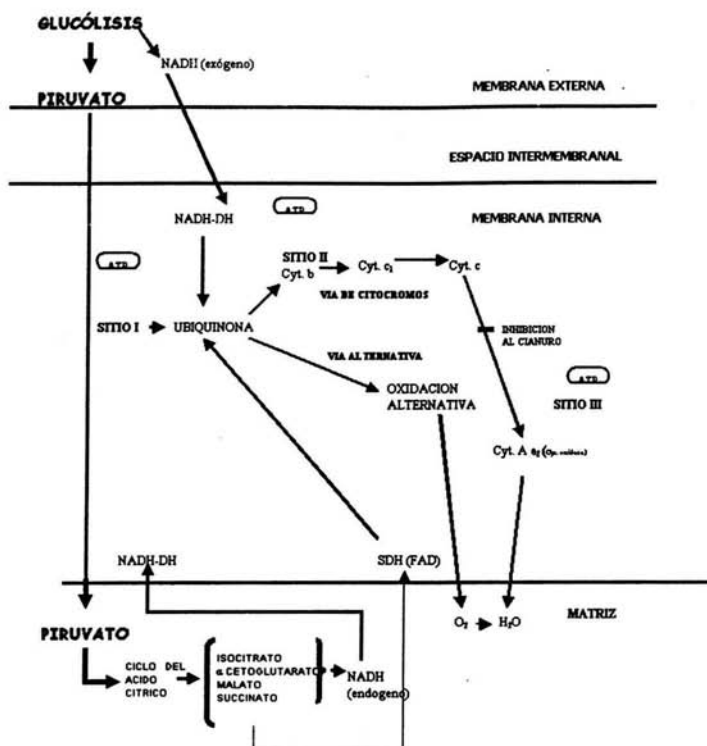 GLUCÓLISIS
NADH (exógeno)
MEMBRANA EXTERNA
PIRUVATO
ESPACIO INTERMEMBRANAL
NADH-DH
ATP
MEMBRANA INTERNA
ATP
SITIO II
Cyt. b
Cyt. c₁
Cyt. c
VIA DE CITOCROMOS
SITIO I
UBIQUINONA
INHIBICION
AL CIANURO
VIA ALTERNATIVA
ATP
OXIDACION
ALTERNATIVA
SITIO III
Cyt. A
NADH-DH
SDH (FAD)
O₂
H₂O
MATRIZ
PIRUVATO
CICLO DEL
ACIDO
CITRICO
ISOCITRATO
α CETOGLUTARATO
MALATO
SUCCINATO
NADH
(endogeno)